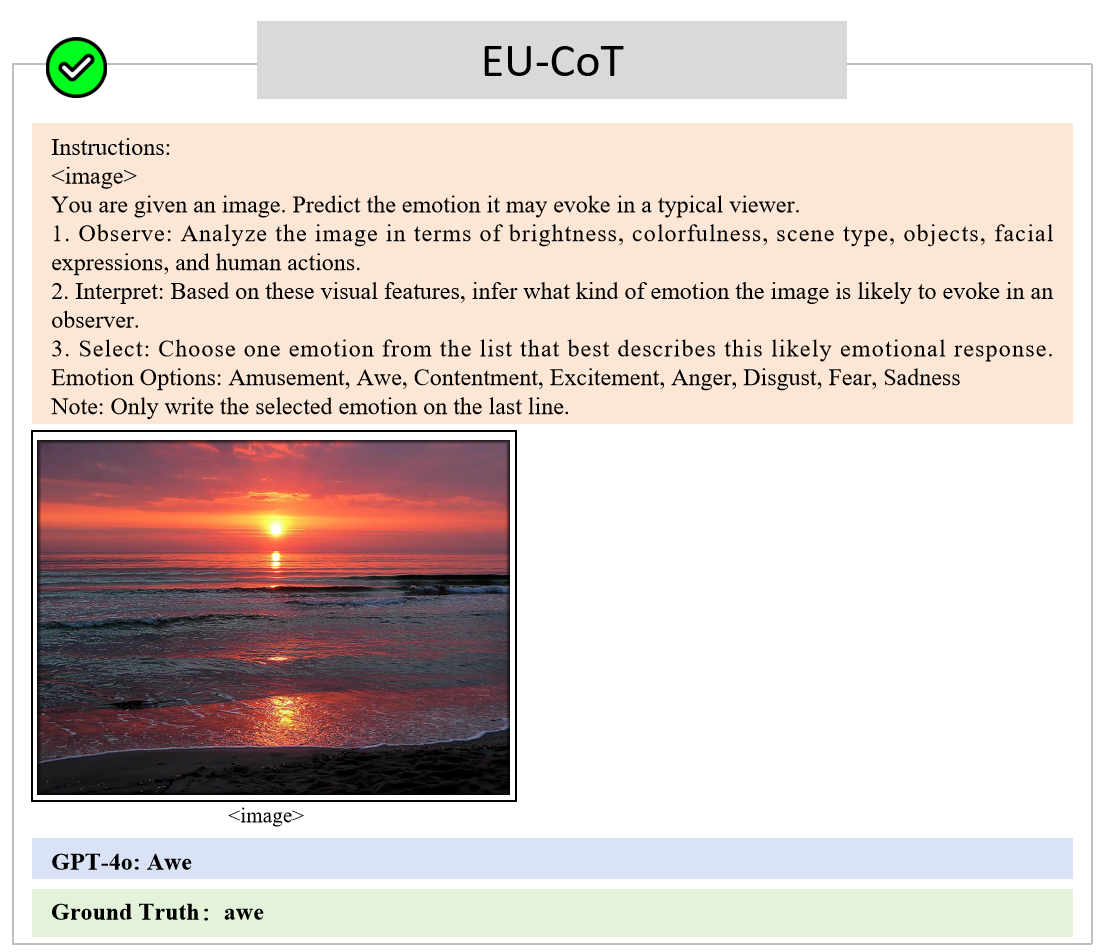 EU-CoT
Instructions:
<image>
You are given an image. Predict the emotion it may evoke in a typical viewer.
1. Observe: Analyze the image in terms of brightness, colorfulness, scene type, objects, facial
expressions, and human actions.
2. Interpret: Based on these visual features, infer what kind of emotion the image is likely to evoke in an
observer.
3. Select: Choose one emotion from the list that best describes this likely emotional response.
Emotion Options: Amusement, Awe, Contentment, Excitement, Anger, Disgust, Fear, Sadness
Note: Only write the selected emotion on the last line.
<image>
GPT-4o: Awe
Ground Truth：awe